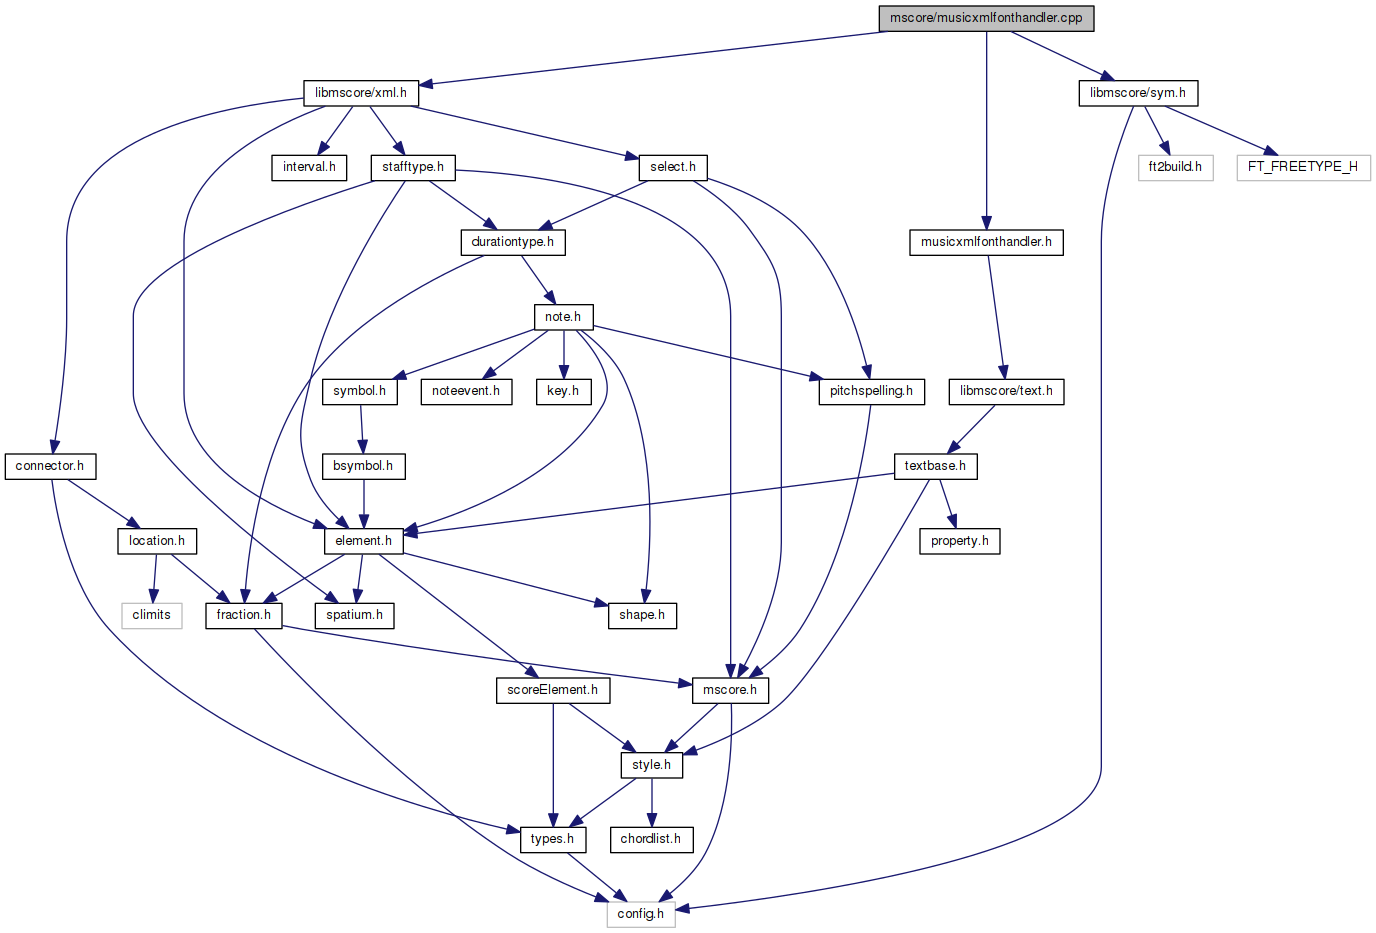 mscore/musicxmlfonthandler.cpp
libmscore/xml.h
libmscore/sym.h
interval.h
stafftype.h
select.h
ft2build.h
FT_FREETYPE_H
durationtype.h
musicxmlfonthandler.h
note.h
symbol.h
noteevent.h
key.h
pitchspelling.h
libmscore/text.h
connector.h
bsymbol.h
textbase.h
location.h
element.h
property.h
climits
fraction.h
spatium.h
shape.h
scoreElement.h
mscore.h
style.h
types.h
chordlist.h
config.h